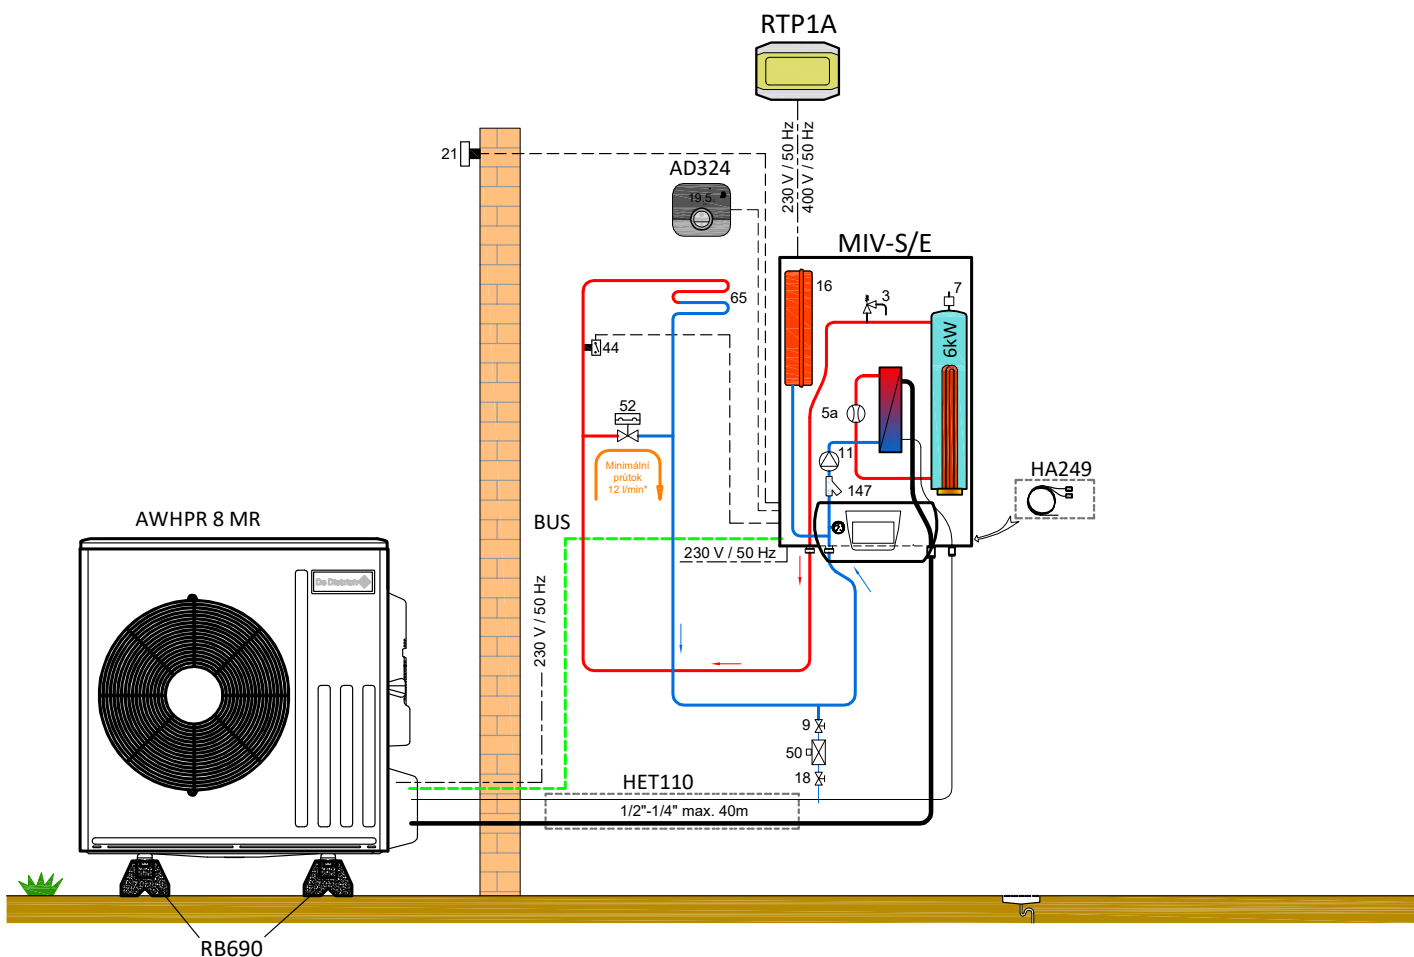 RTP1A
230 V / 50 Hz
400 V / 50 Hz
21
AD324
19.5
MIV-S/E
16
3
7
6kW
65
44
5a
52
11
147
Minimální
průtok
12 l/min*
HA249
AWHPR 8 MR
BUS
230 V / 50 Hz
De Dietrich
230 V / 50 Hz
9
50
18
HET110
1/2"-1/4" max. 40m
RB690